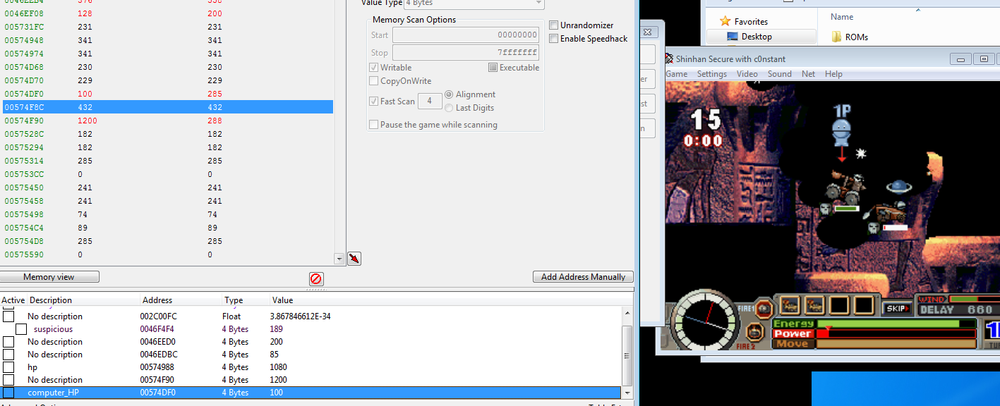 Value Type 4 Bytes
0046EF08 128 200
005731FC 231 231
00574948 341 341
00574974 341 341
00574D68 230 230
00574D70 229 229
00574DF0 100 285
00574F8C 432 432
00574F90 1200 288
0057528C 182 182
00575294 182 182
00575314 285 285
005753CC 0 0
00575450 241 241
00575458 241 241
00575498 74 74
005754C4 89 89
005754D8 285 285
00575590 0 0
Memory Scan Options
Start 00000000
Stop 7fffffff
Writable Executable
CopyOnWrite
Fast Scan 4 Alignment
Last Digits
Pause the game while scanning
Unrandomizer
Enable Speedhack
Memory view
Add Address Manually
Active Description Address Type Value
No description 002C00FC Float 3.867846612E-34
suspicious 0046F4F4 4 Bytes 189
No description 0046EED0 4 Bytes 200
No description 0046EDBC 4 Bytes 85
hp 00574988 4 Bytes 1080
No description 00574F90 4 Bytes 1200
computer_HP 00574DF0 4 Bytes 100
Favorites
Desktop
Name
ROMs
Shinhan Secure with c0nstant
Game Settings Video Sound Net Help
15
0:00
1P
FIRE1
SKIP
WIND
DELAY 660
Energy
Power
Move
FIRE2